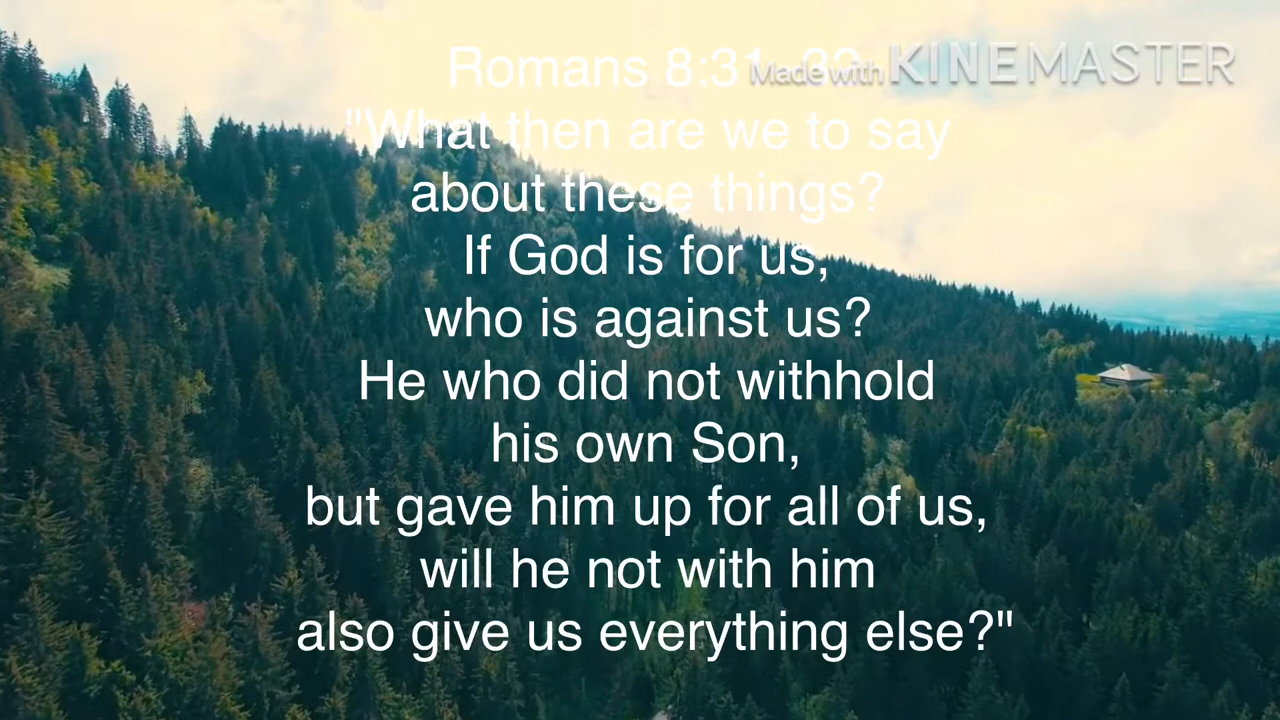 Romans 8:31-32
Made with KINEMASTER
"What then are we to say
about these things?
If God is for us,
who is against us?
He who did not withhold
his own Son,
but gave him up for all of us,
will he not with him
also give us everything else?"